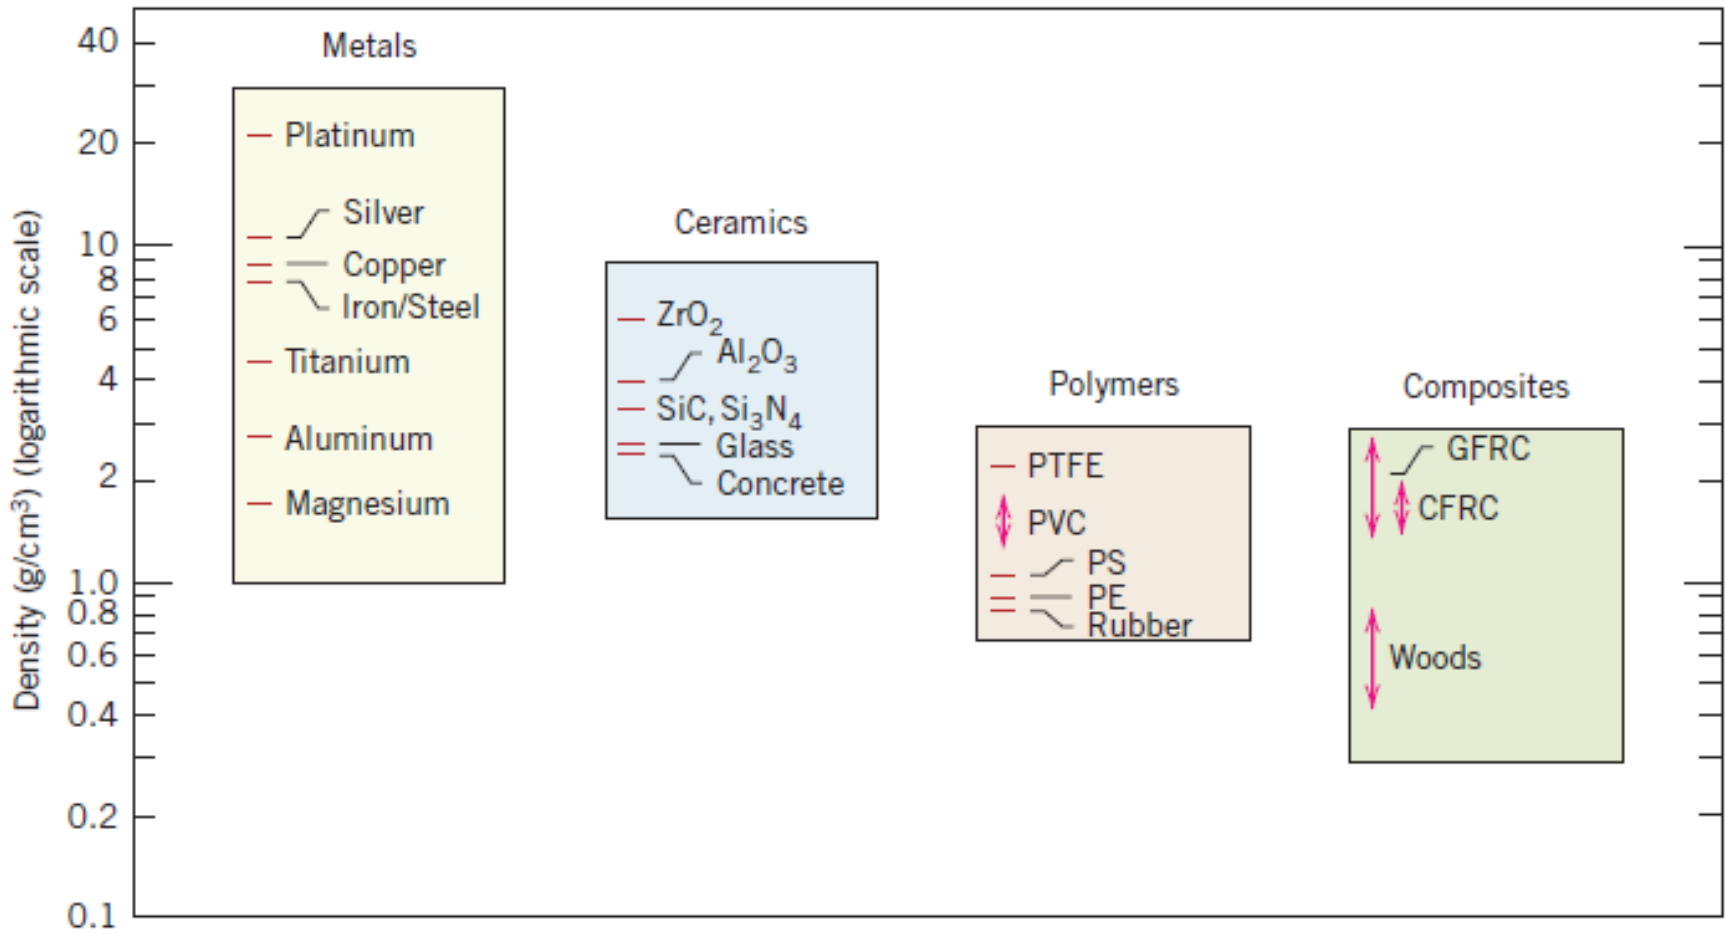 Density (g/cm³) (logarithmic scale)
40
20
10
8
6
4
2
1.0
0.8
0.6
0.4
0.2
0.1
Metals
Platinum
Silver
Copper
Iron/Steel
Titanium
Aluminum
Magnesium
Ceramics
ZrO₂
Al₂O₃
SiC, Si₃N₄
Glass
Concrete
Polymers
PTFE
PVC
PS
PE
Rubber
Composites
GFRC
CFRC
Woods